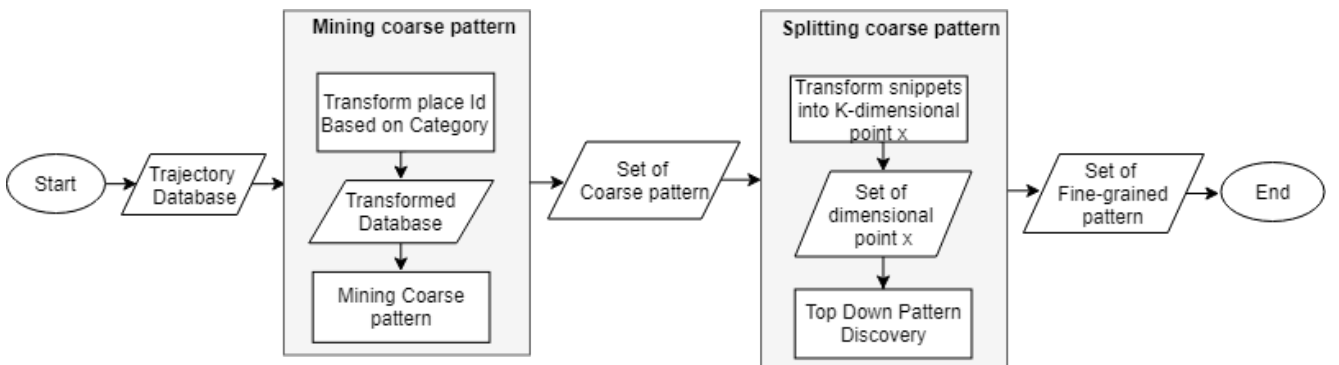 Start
Trajectory
Database
Mining coarse pattern
Transform place Id
Based on Category
Transformed
Database
Mining Coarse
pattern
Set of
Coarse pattern
Splitting coarse pattern
Transform snippets
into K-dimensional
point x
Set of
dimensional
point x
Top Down Pattern
Discovery
Set of
Fine-grained
pattern
End